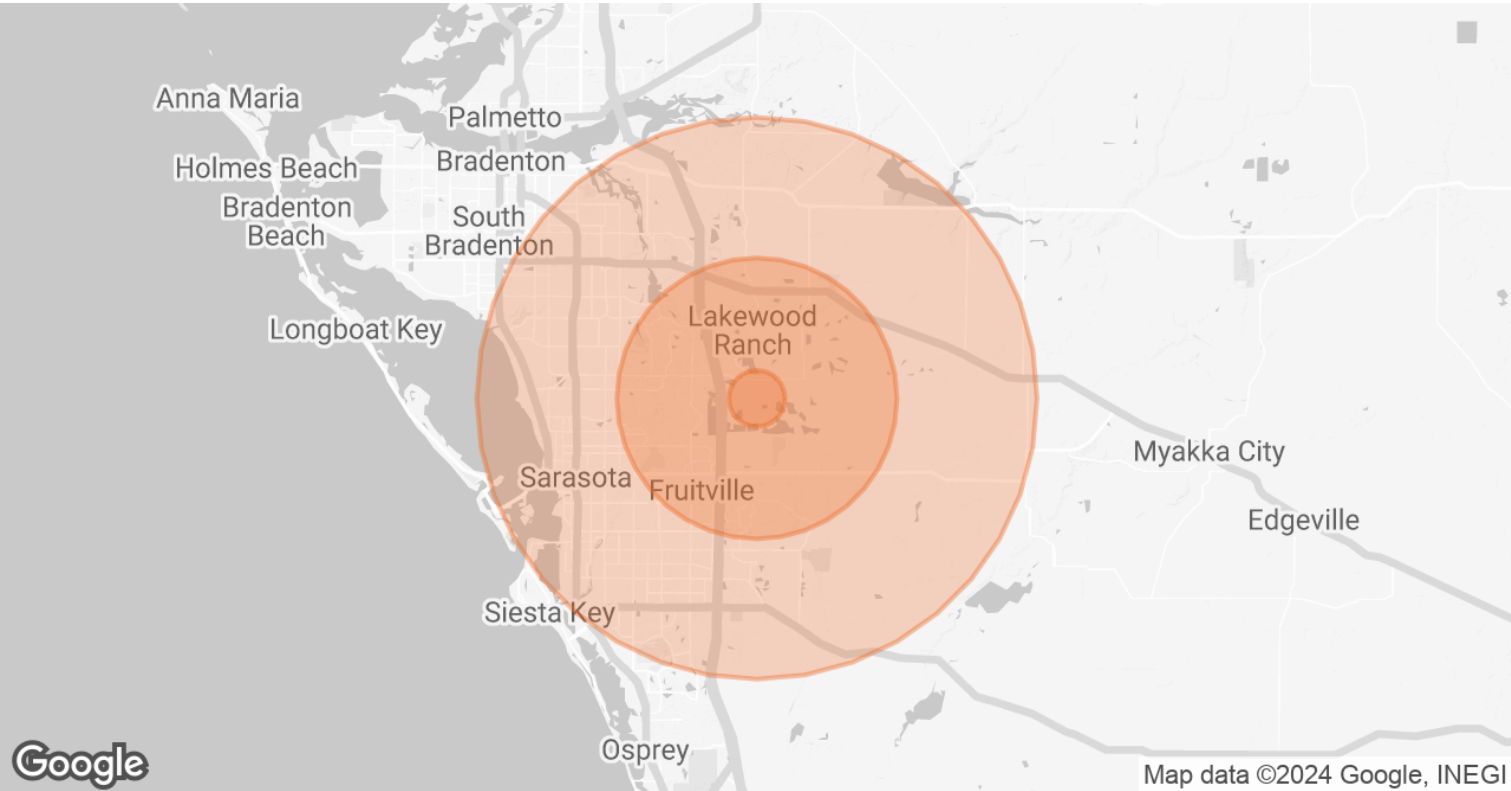 Anna Maria
Palmetto
Bradenton
Holmes Beach
Bradenton
Beach
South
Bradenton
Lakewood
Ranch
Longboat Key
Myakka City
Sarasota
Fruitville
Edgeville
Siesta Key
Osprey
Google
Map data ©2024 Google, INEGI